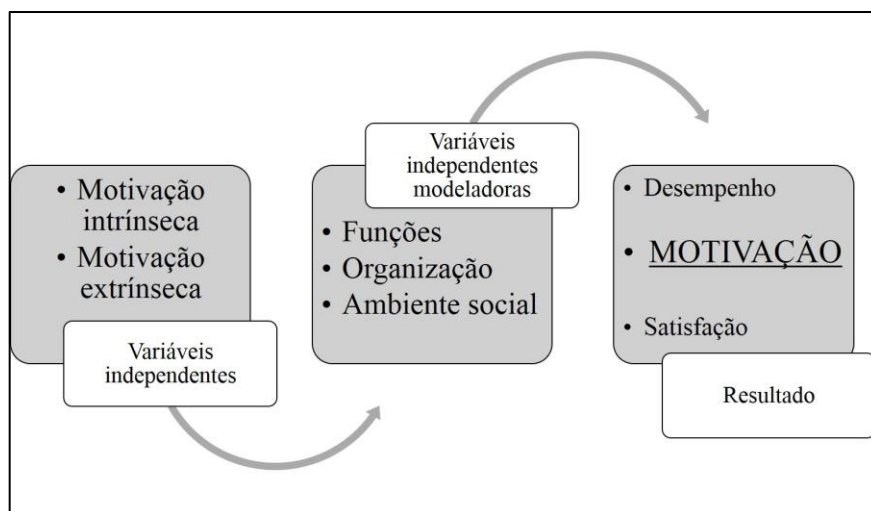 • Motivação
intrínseca
• Motivação
extrínseca
Variáveis
independentes
Variáveis
independentes
modeladoras
• Funções
• Organização
• Ambiente social
• Desempenho
• MOTIVAÇÃO
• Satisfação
Resultado